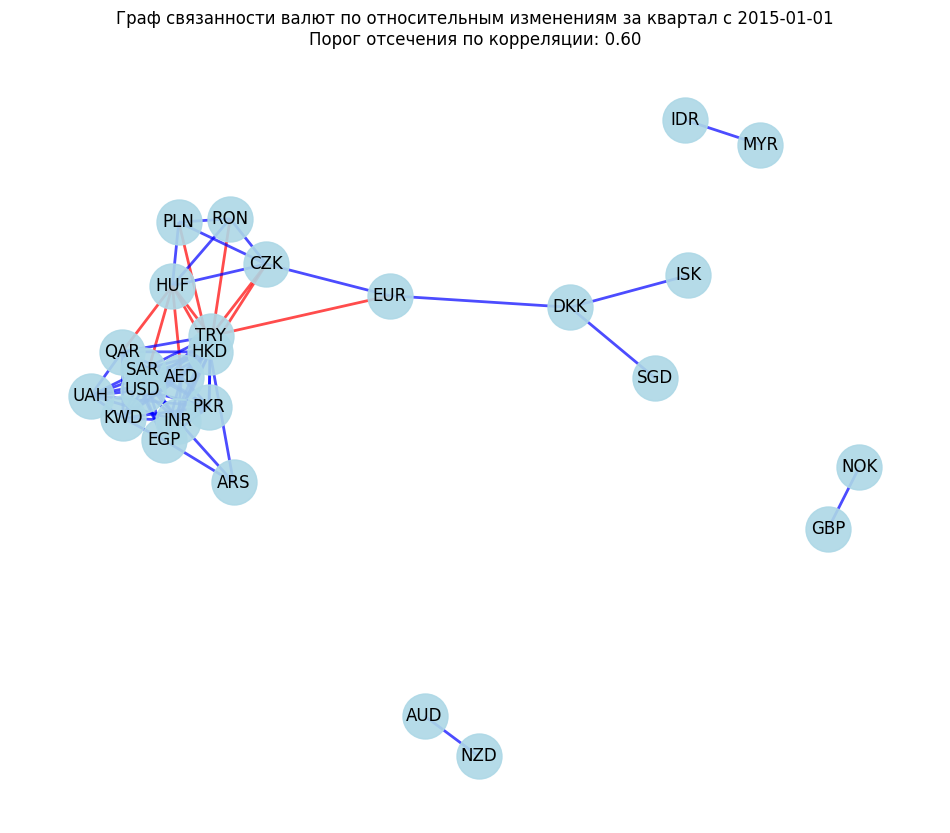 Граф связанности валют по относительным изменениям за квартал с 2015-01-01
Порог отсечения по корреляции: 0.60
IDR
MYR
PLN
RON
CZK
ISK
HUF
EUR
DKK
TRY
QAR
HKD
SAR
AED
SGD
USD
UAH
PKR
KWD
INR
EGP
NOK
ARS
GBP
AUD
NZD